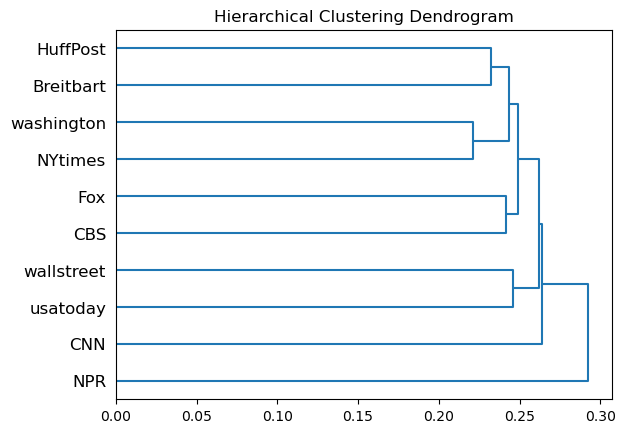 Hierarchical Clustering Dendrogram
HuffPost
Breitbart
washington
NYtimes
Fox
CBS
wallstreet
usatoday
CNN
NPR
0.00 0.05 0.10 0.15 0.20 0.25 0.30